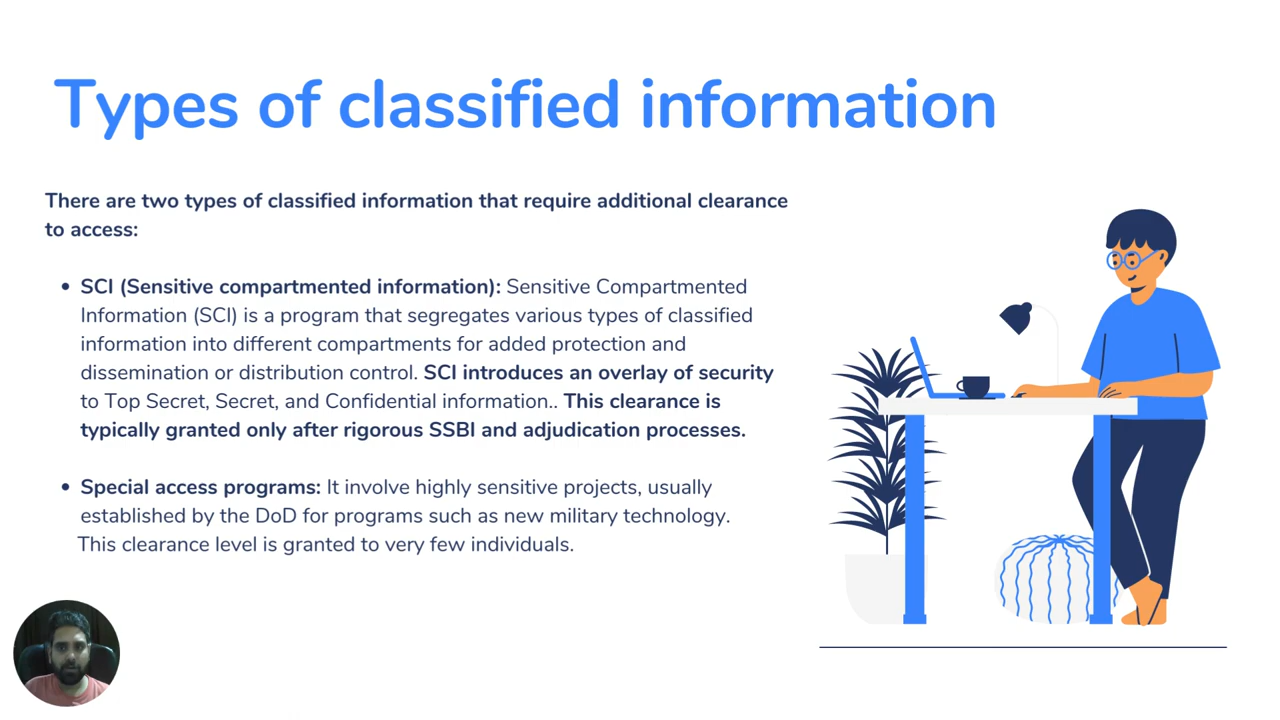 Types of classified information
There are two types of classified information that require additional clearance
to access:
• SCI (Sensitive compartmented information): Sensitive Compartmented
Information (SCI) is a program that segregates various types of classified
information into different compartments for added protection and
dissemination or distribution control. SCI introduces an overlay of security
to Top Secret, Secret, and Confidential information.. This clearance is
typically granted only after rigorous SSBI and adjudication processes.
• Special access programs: It involve highly sensitive projects, usually
established by the DoD for programs such as new military technology.
This clearance level is granted to very few individuals.